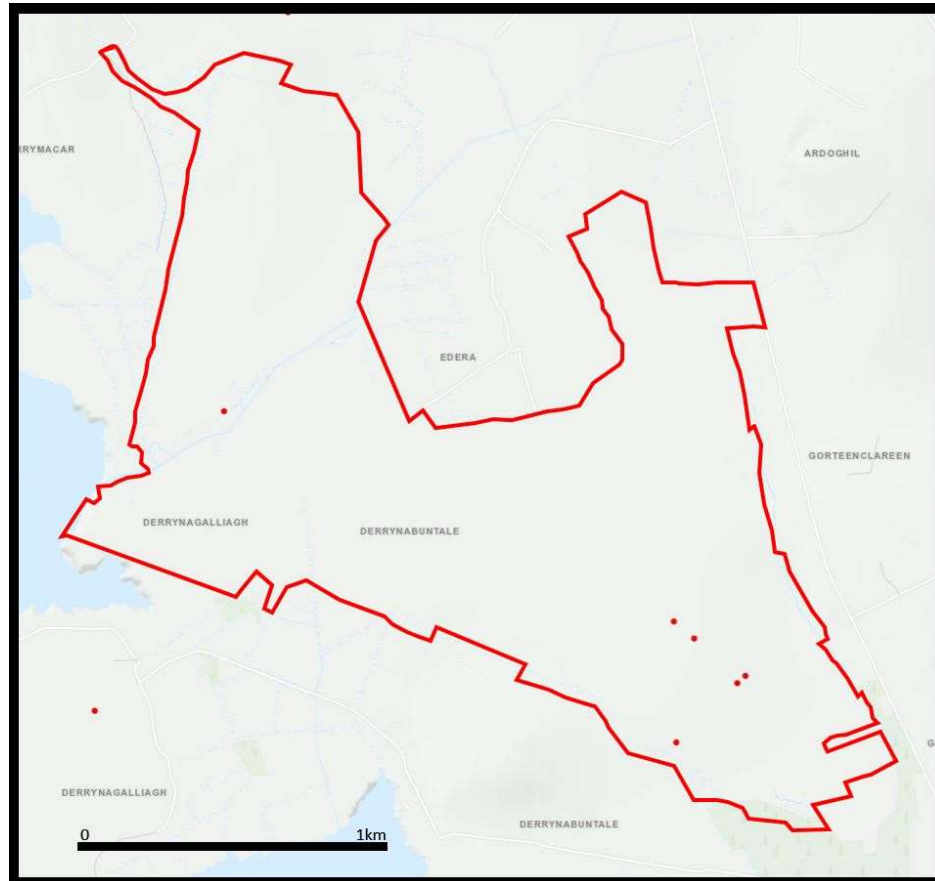 RRYMACAR
ARDOGHIL
EDERA
GORTEENCLAREEN
DERRYNAGALLIAGH
DERRYNABUNTALE
G
DERRYNAGALLIAGH
DERRYNABUNTALE
0
1km